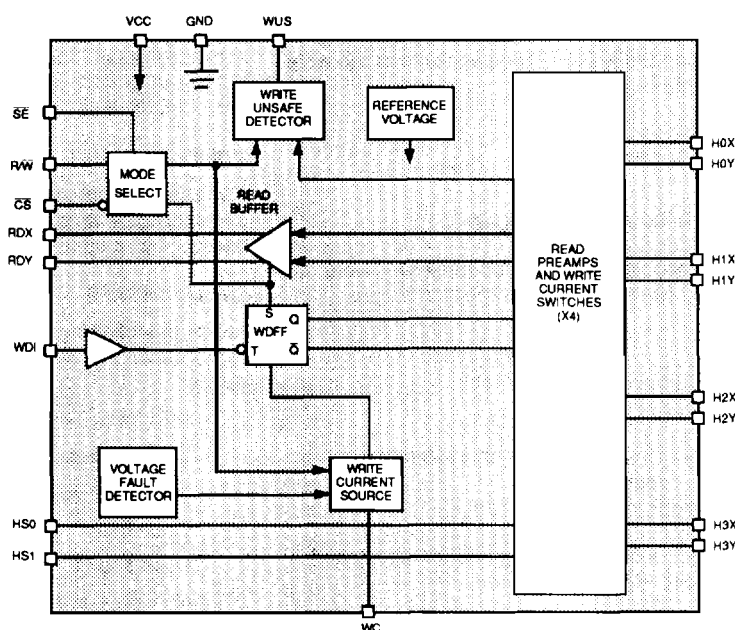 VCC GND WUS
SE
WRITE
UNSAFE
DETECTOR
REFERENCE
VOLTAGE
R/W
MODE
SELECT
CS
READ
BUFFER
RDX
RDY
H0X
H0Y
READ
PREAMPS
AND WRITE
CURRENT
SWITCHES
(X4)
H1X
H1Y
S
WDFF
Q
T
Q
WDI
H2X
H2Y
VOLTAGE
FAULT
DETECTOR
WRITE
CURRENT
SOURCE
HS0
HS1
H3X
H3Y
WC